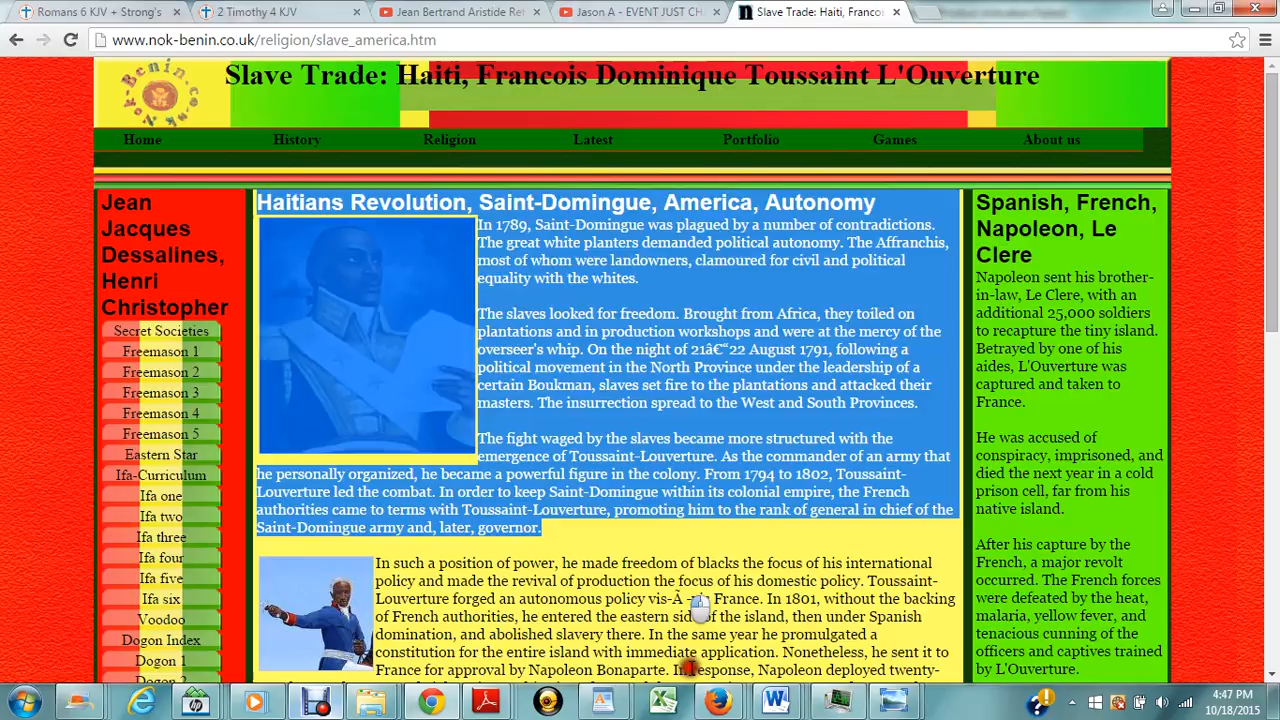 Romans 6 KJV + Strong's
2 Timothy 4 KJV
Jean Bertrand Aristide Ret
Jason A - EVENT JUST CH
Slave Trade: Haiti, Francoi
www.nok-benin.co.uk/religion/slave_america.htm
Slave Trade: Haiti, Francois Dominique Toussaint L'Ouverture
Home
History
Religion
Latest
Portfolio
Games
About us
Jean
Jacques
Dessalines,
Henri
Christopher
Secret Societies
Freemason 1
Freemason 2
Freemason 3
Freemason 4
Freemason 5
Eastern Star
Ifa-Curriculum
Ifa one
Ifa two
Ifa three
Ifa four
Ifa five
Ifa six
Voodoo
Dogon Index
Dogon 1
Dogon 2
Haitians Revolution, Saint-Domingue, America, Autonomy
In 1789, Saint-Domingue was plagued by a number of contradictions.
The great white planters demanded political autonomy. The Affranchis,
most of whom were landowners, clamoured for civil and political
equality with the whites.
The slaves looked for freedom. Brought from Africa, they toiled on
plantations and in production workshops and were at the mercy of the
overseer's whip. On the night of 21â€“22 August 1791, following a
political movement in the North Province under the leadership of a
certain Boukman, slaves set fire to the plantations and attacked their
masters. The insurrection spread to the West and South Provinces.
The fight waged by the slaves became more structured with the
emergence of Toussaint-Louverture. As the commander of an army that
he personally organized, he became a powerful figure in the colony. From 1794 to 1802, Toussaint-
Louverture led the combat. In order to keep Saint-Domingue within its colonial empire, the French
authorities came to terms with Toussaint-Louverture, promoting him to the rank of general in chief of the
Saint-Domingue army and, later, governor.
In such a position of power, he made freedom of blacks the focus of his international
policy and made the revival of production the focus of his domestic policy. Toussaint-
Louverture forged an autonomous policy vis-Ã France. In 1801, without the backing
of French authorities, he entered the eastern side of the island, then under Spanish
domination, and abolished slavery there. In the same year he promulgated a
constitution for the entire island with immediate application. Nonetheless, he sent it to
France for approval by Napoleon Bonaparte. In response, Napoleon deployed twenty-
Spanish, French,
Napoleon, Le
Clere
Napoleon sent his brother-
in-law, Le Clere, with an
additional 25,000 soldiers
to recapture the tiny island.
Betrayed by one of his
aides, L'Ouverture was
captured and taken to
France.
He was accused of
conspiracy, imprisoned, and
died the next year in a cold
prison cell, far from his
native island.
After his capture by the
French, a major revolt
occurred. The French forces
were defeated by the heat,
malaria, yellow fever, and
tenacious cunning of the
officers and captives trained
by L'Ouverture.
4:47 PM
10/18/2015